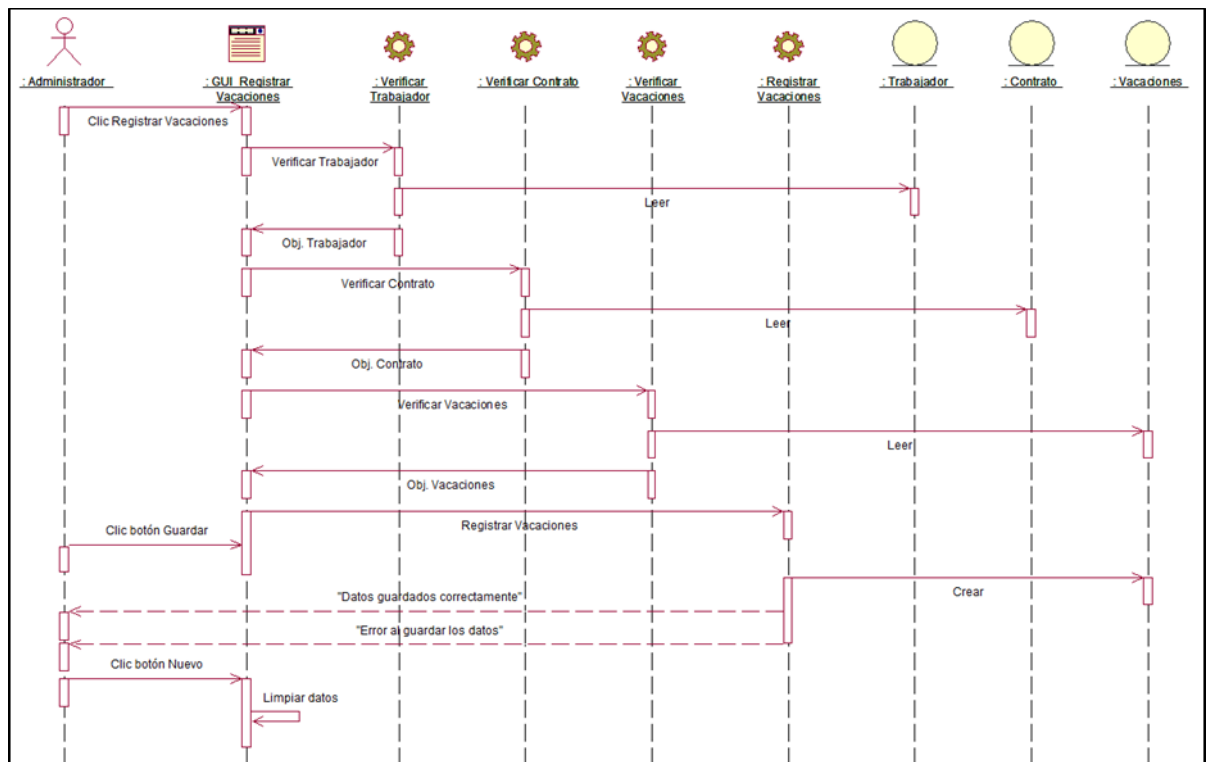 : Administrador
: GUI_Registrar
Vacaciones
: Verificar
Trabajador
: Verificar Contrato
: Verificar
Vacaciones
: Registrar
Vacaciones
: Trabajador
: Contrato
: Vacaciones
Clic Registrar Vacaciones
Verificar Trabajador
Leer
Obj. Trabajador
Verificar Contrato
Leer
Obj. Contrato
Verificar Vacaciones
Leer
Obj. Vacaciones
Registrar Vacaciones
Clic botón Guardar
Crear
"Datos guardados correctamente"
"Error al guardar los datos"
Clic botón Nuevo
Limpiar datos